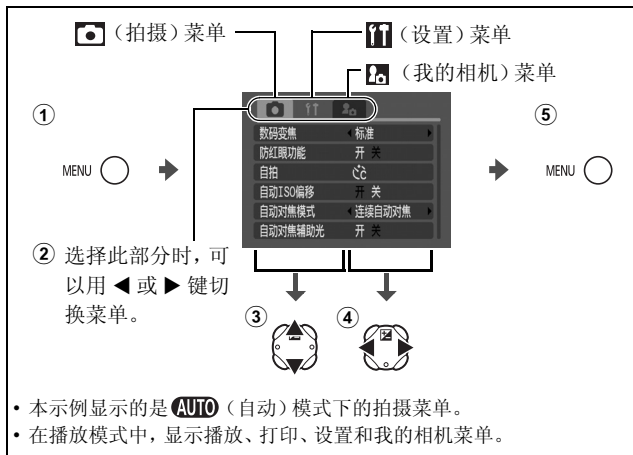 （拍摄）菜单
（设置）菜单
（我的相机）菜单
①
⑤
数码变焦 标准
防红眼功能 开 关
自拍
自动ISO偏移 开 关
自动对焦模式 连续自动对焦
自动对焦辅助光 开 关
MENU
MENU
② 选择此部分时，可
以用 ◀ 或 ▶ 键切
换菜单。
③
④
• 本示例显示的是 AUTO（自动）模式下的拍摄菜单。
• 在播放模式中，显示播放、打印、设置和我的相机菜单。